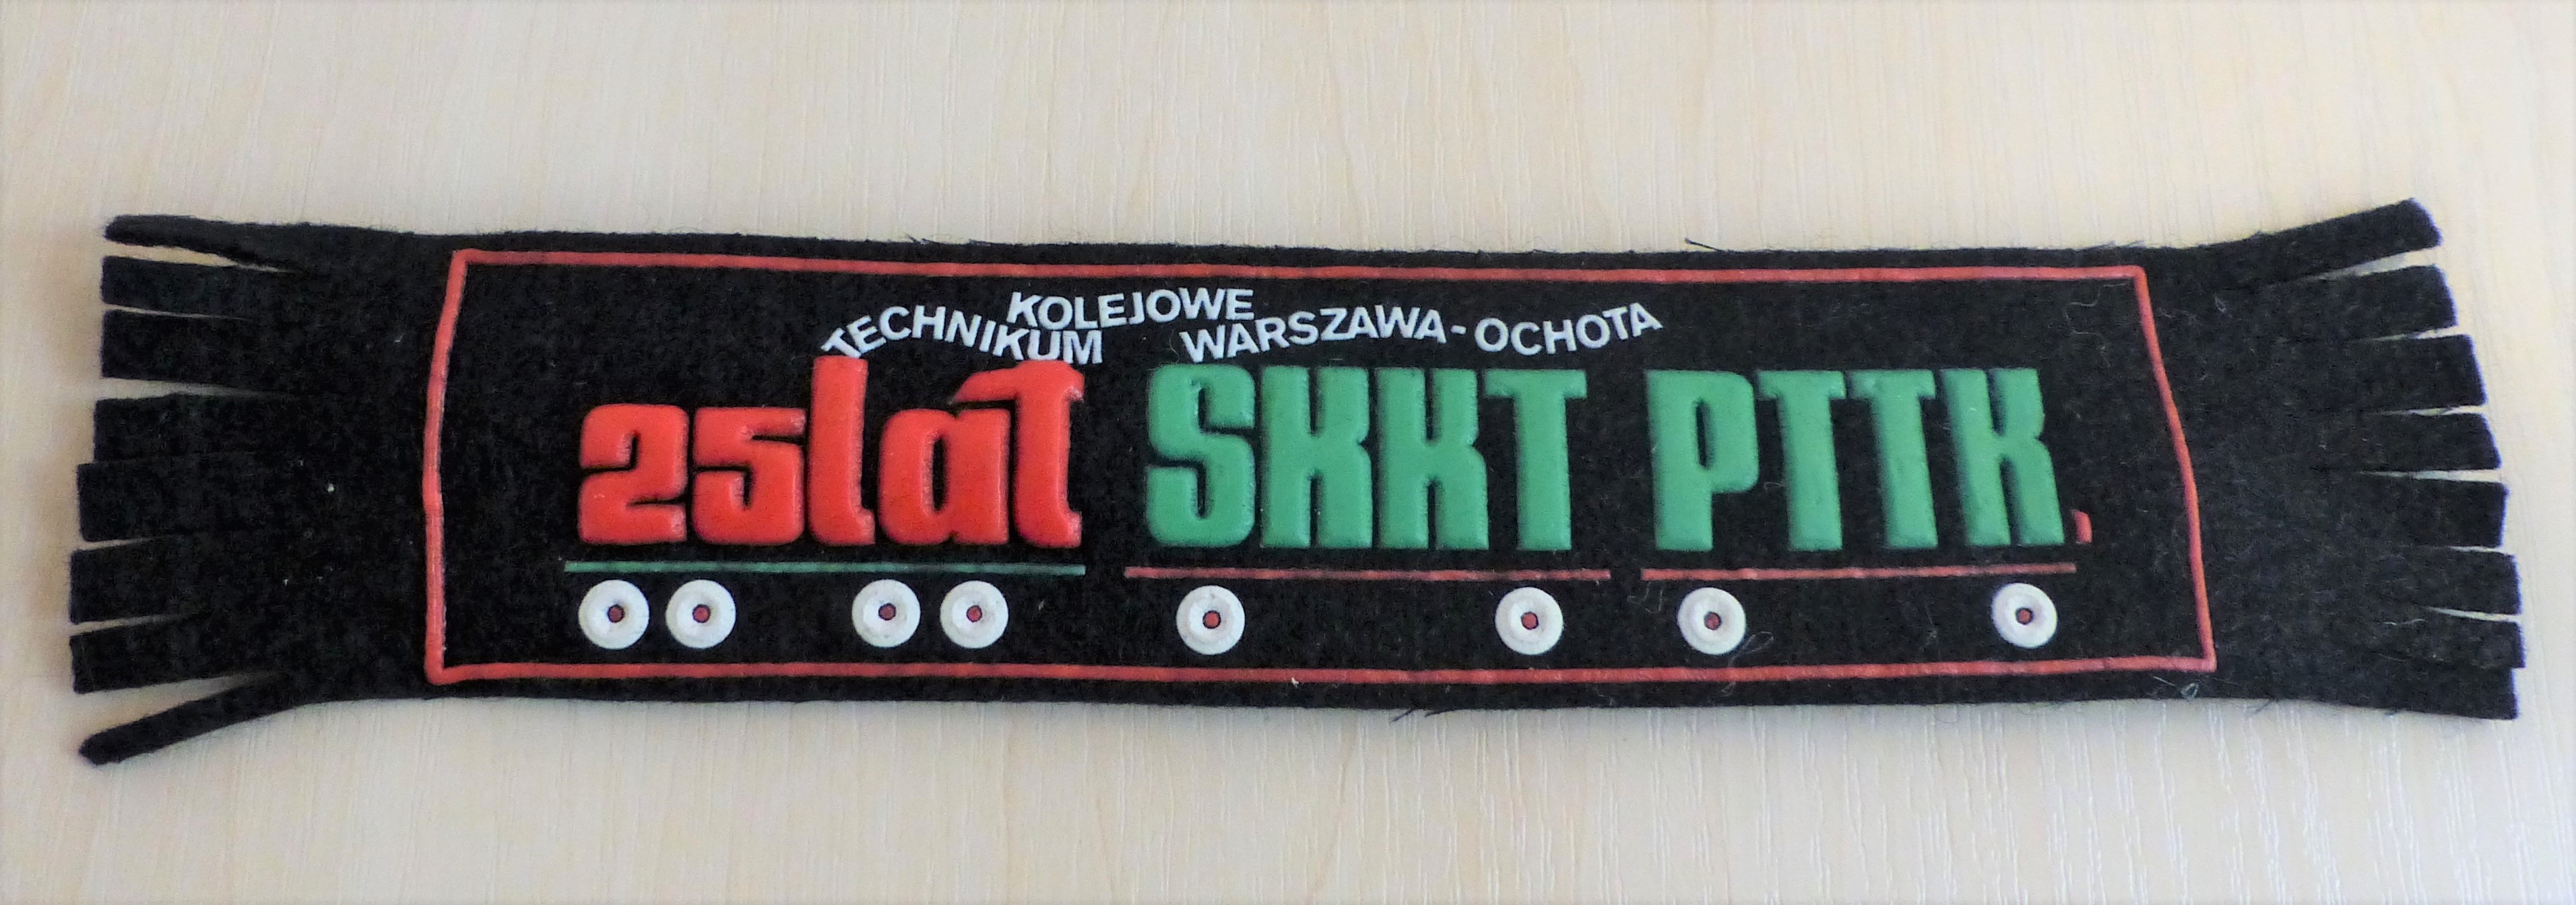 TECHNIKUM KOLEJOWE WARSZAWA-OCHOTA
25lat SKKT PTTK